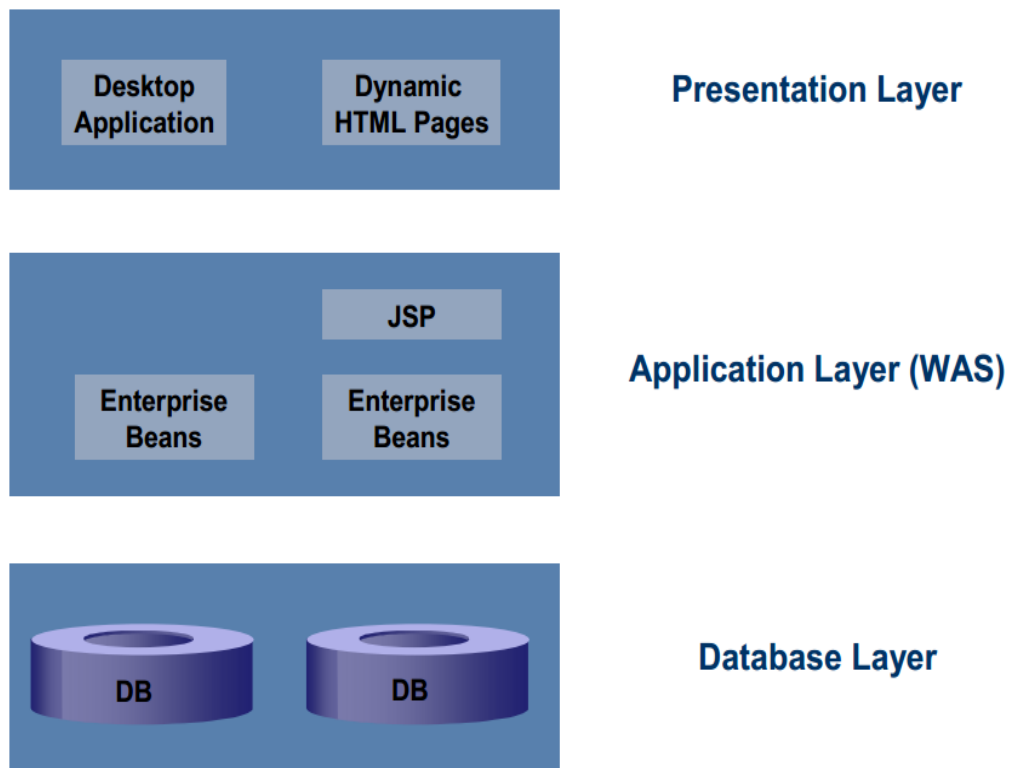 Desktop
Application
Dynamic
HTML Pages
Presentation Layer
JSP
Enterprise
Beans
Enterprise
Beans
Application Layer (WAS)
DB
DB
Database Layer